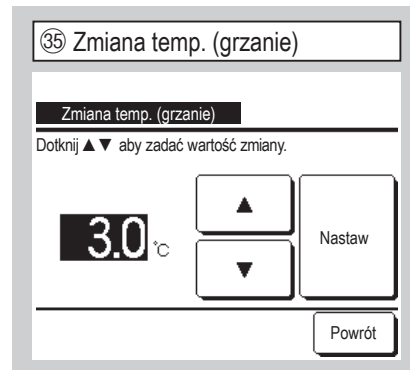 ㉟ Zmiana temp. (grzanie)
Zmiana temp. (grzanie)
Dotknij ▲▼ aby zadać wartość zmiany.
▲
3.0 °C
Nastaw
▼
Powrót